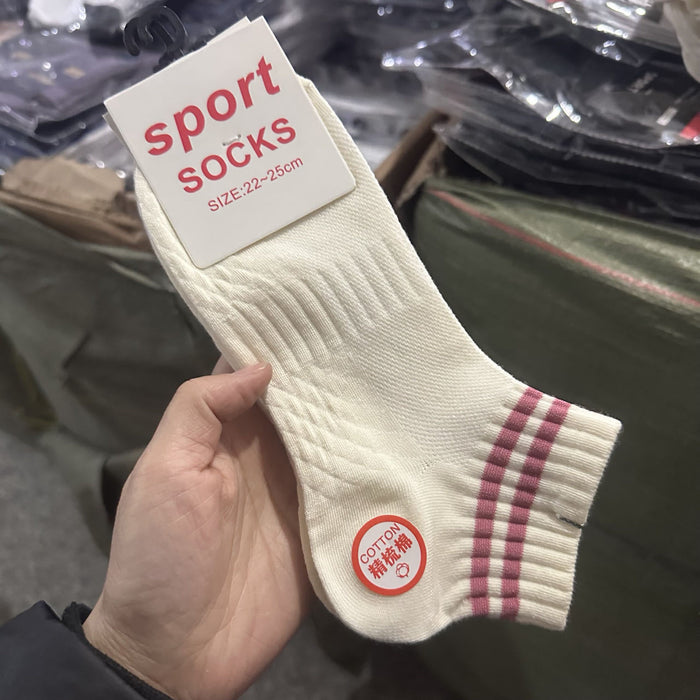 sport
SOCKS
SIZE:22~25cm
COTTON
精梳棉